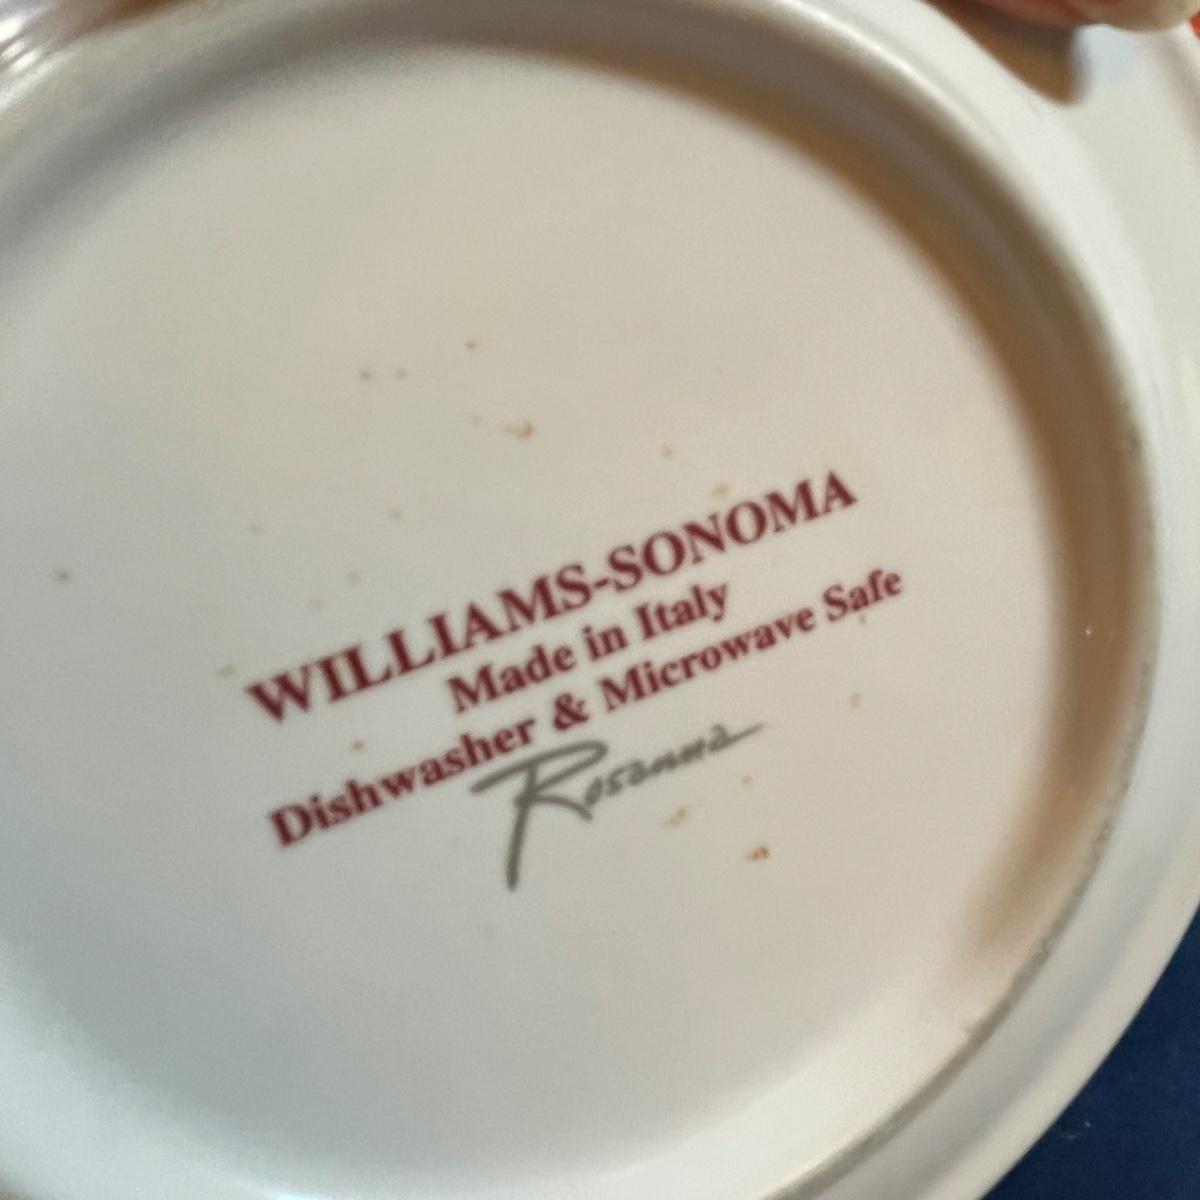 WILLIAMS-SONOMA
Made in Italy
Dishwasher & Microwave Safe
Rosanna